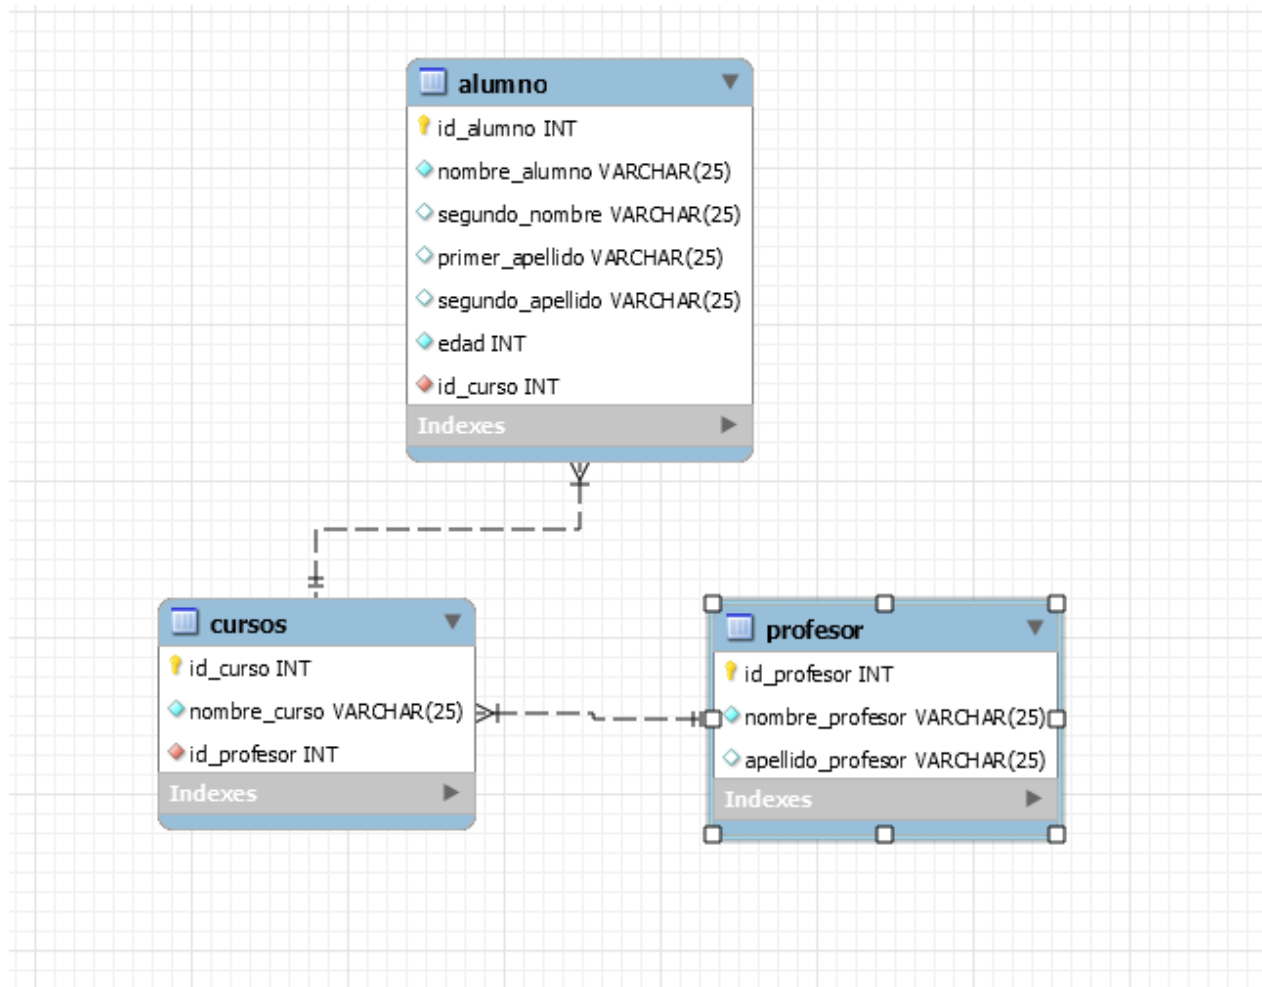 alumno
id_alumno INT
nombre_alumno VARCHAR(25)
segundo_nombre VARCHAR(25)
primer_apellido VARCHAR(25)
segundo_apellido VARCHAR(25)
edad INT
id_curso INT
Indexes
cursos
id_curso INT
nombre_curso VARCHAR(25)
id_profesor INT
Indexes
profesor
id_profesor INT
nombre_profesor VARCHAR(25)
apellido_profesor VARCHAR(25)
Indexes